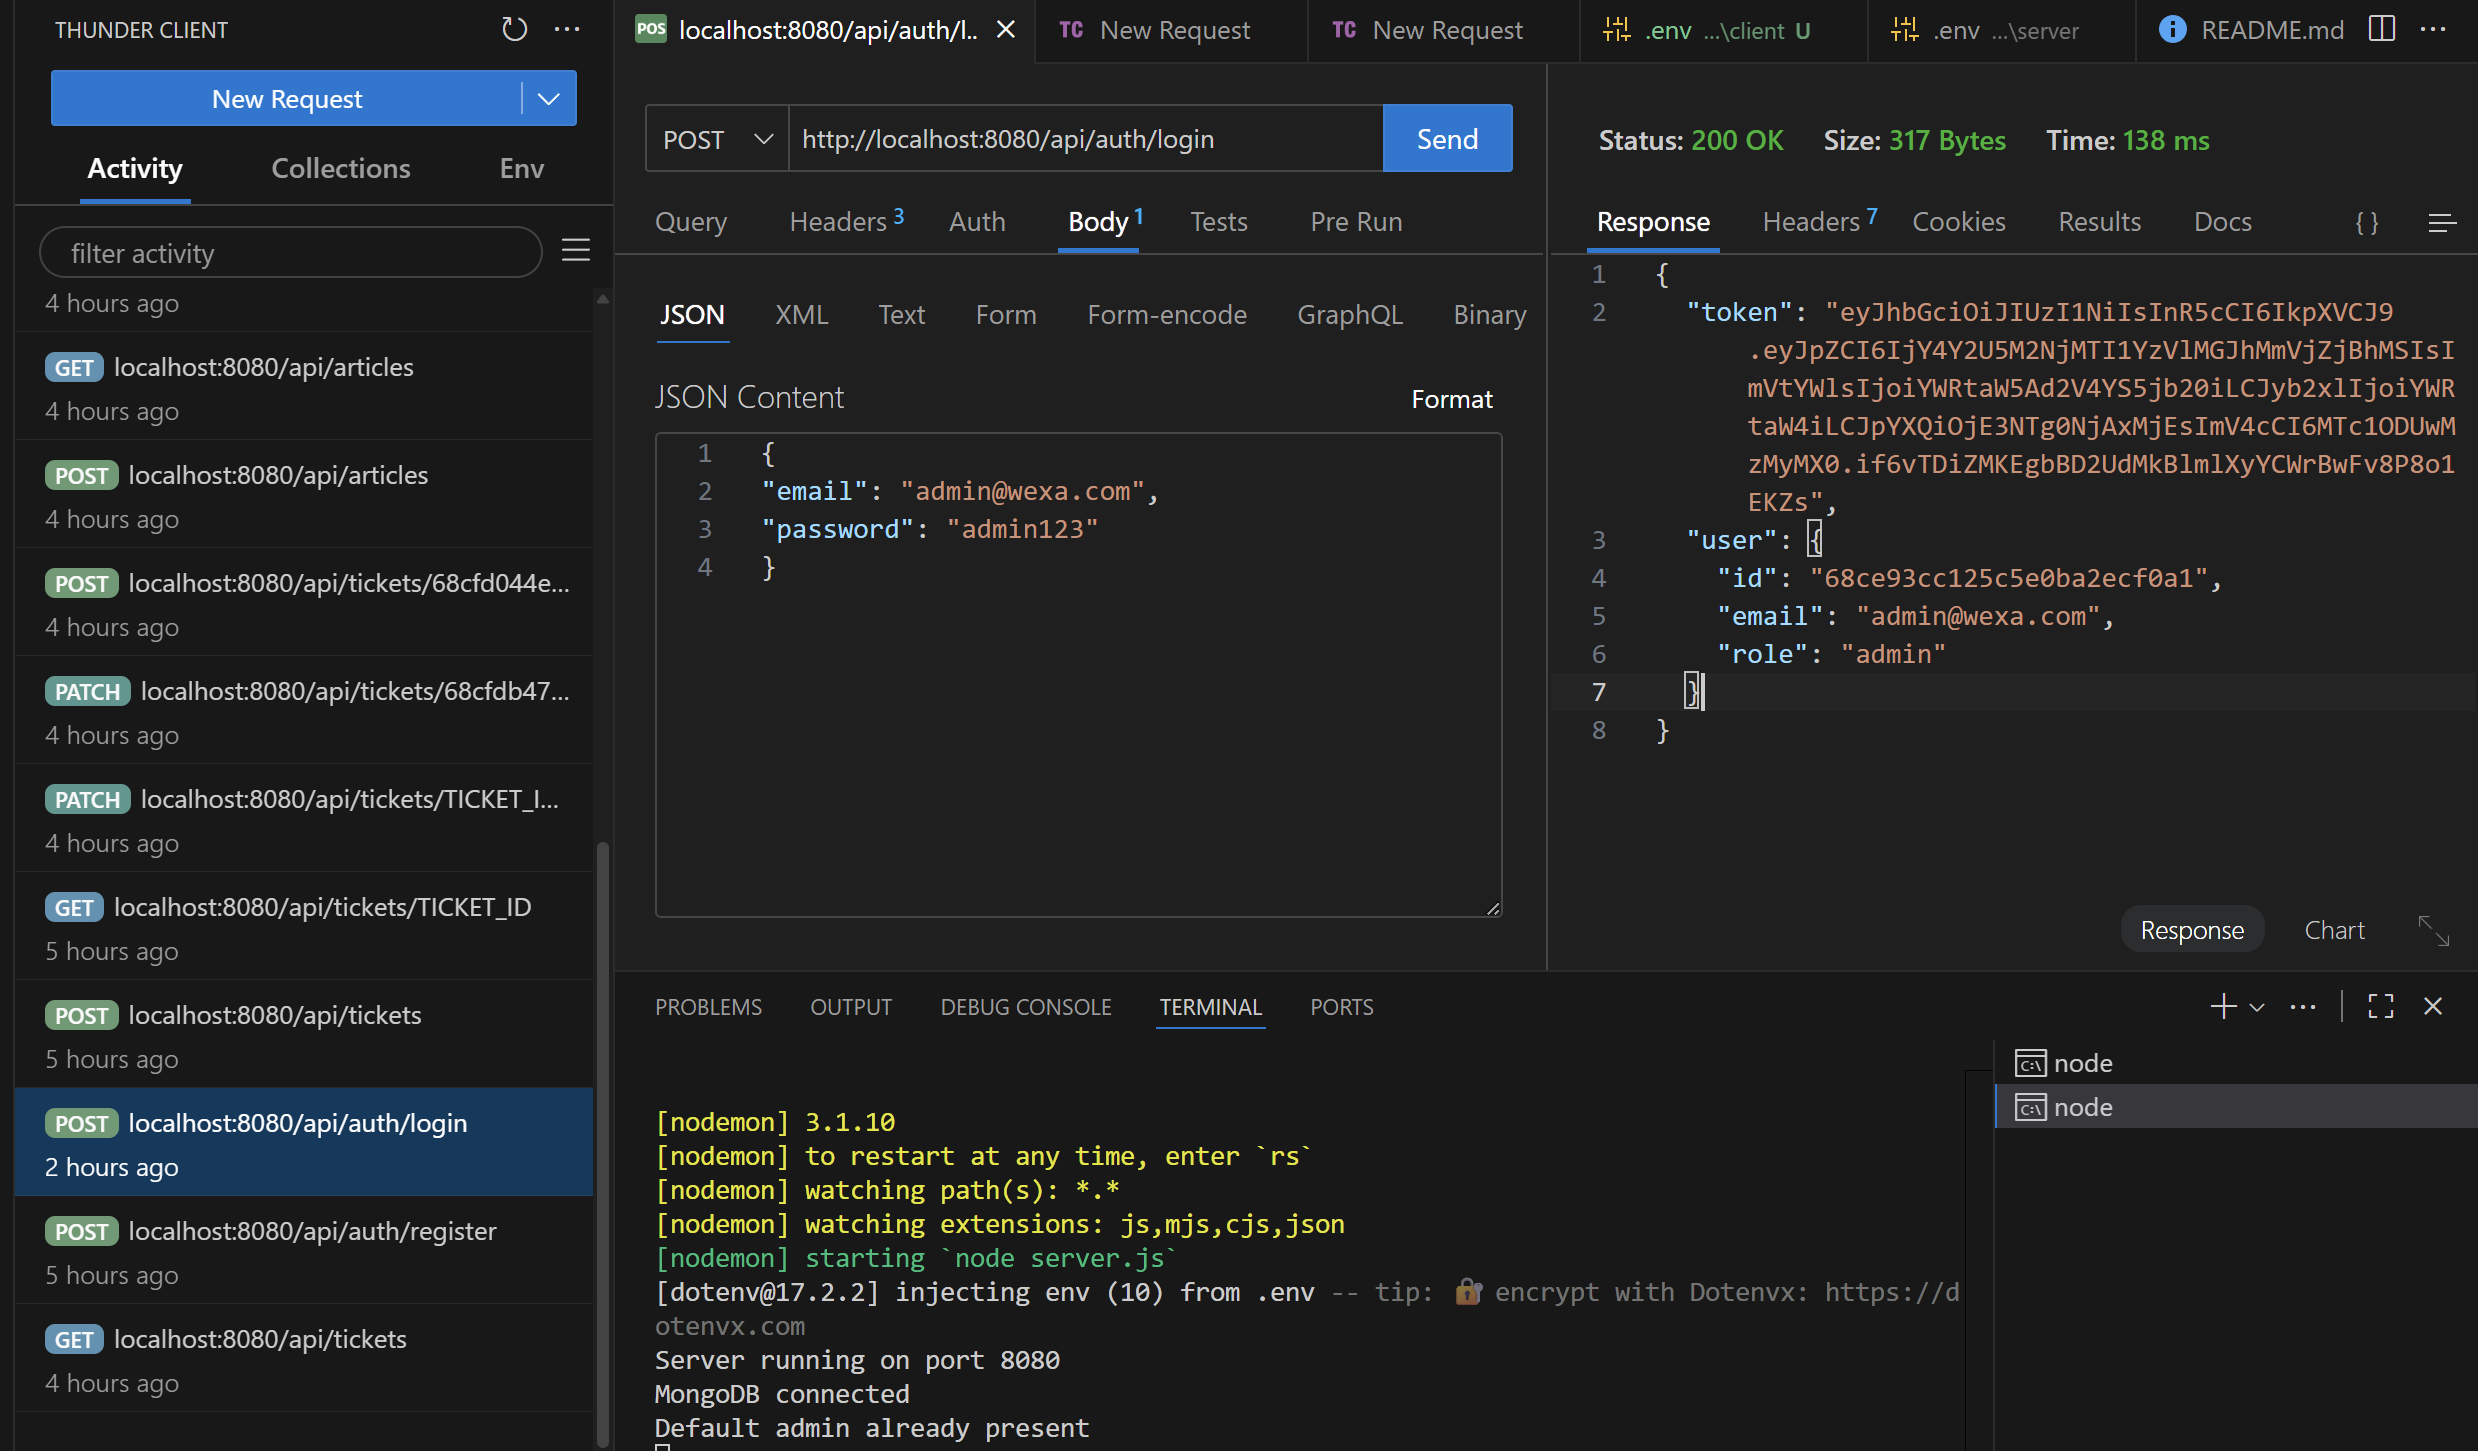 THUNDER CLIENT
New Request
Activity
Collections
Env
filter activity
4 hours ago
GET localhost:8080/api/articles
4 hours ago
POST localhost:8080/api/articles
4 hours ago
POST localhost:8080/api/tickets/68cfd044e...
4 hours ago
PATCH localhost:8080/api/tickets/68cfdb47...
4 hours ago
PATCH localhost:8080/api/tickets/TICKET_I...
4 hours ago
GET localhost:8080/api/tickets/TICKET_ID
5 hours ago
POST localhost:8080/api/tickets
5 hours ago
POST localhost:8080/api/auth/login
2 hours ago
POST localhost:8080/api/auth/register
5 hours ago
GET localhost:8080/api/tickets
4 hours ago
POS localhost:8080/api/auth/l..
TC New Request
TC New Request
.env ...\client U
.env ...\server
README.md
POST
http://localhost:8080/api/auth/login
Send
Query
Headers 3
Auth
Body 1
Tests
Pre Run
JSON
XML
Text
Form
Form-encode
GraphQL
Binary
JSON Content
Format
1 {
2 "email": "admin@wexa.com",
3 "password": "admin123"
4 }
Status: 200 OK
Size: 317 Bytes
Time: 138 ms
Response
Headers 7
Cookies
Results
Docs
{ }
1 {
2 "token": "eyJhbGciOiJIUzI1NiIsInR5cCI6IkpXVCJ9
.eyJpZCI6IjY4Y2U5M2NjMTI1YzVlMGJhMmVjZjBhMSIsI
mVtYWlsIjoiYWRtaW5Ad2V4YS5jb20iLCJyb2xlIjoiYWR
taW4iLCJpYXQiOjE3NTg0NjAxMjEsImV4cCI6MTc1ODUwM
zMyMX0.if6vTDiZMKEgbBD2UdMkBlmlXyYCWrBwFv8P8o1
EKZs",
3 "user": {
4 "id": "68ce93cc125c5e0ba2ecf0a1",
5 "email": "admin@wexa.com",
6 "role": "admin"
7 }
8 }
Response
Chart
PROBLEMS
OUTPUT
DEBUG CONSOLE
TERMINAL
PORTS
[nodemon] 3.1.10
[nodemon] to restart at any time, enter `rs`
[nodemon] watching path(s): *.*
[nodemon] watching extensions: js,mjs,cjs,json
[nodemon] starting `node server.js`
[dotenv@17.2.2] injecting env (10) from .env -- tip: 🔐 encrypt with Dotenvx: https://d
otenvx.com
Server running on port 8080
MongoDB connected
Default admin already present
node
node